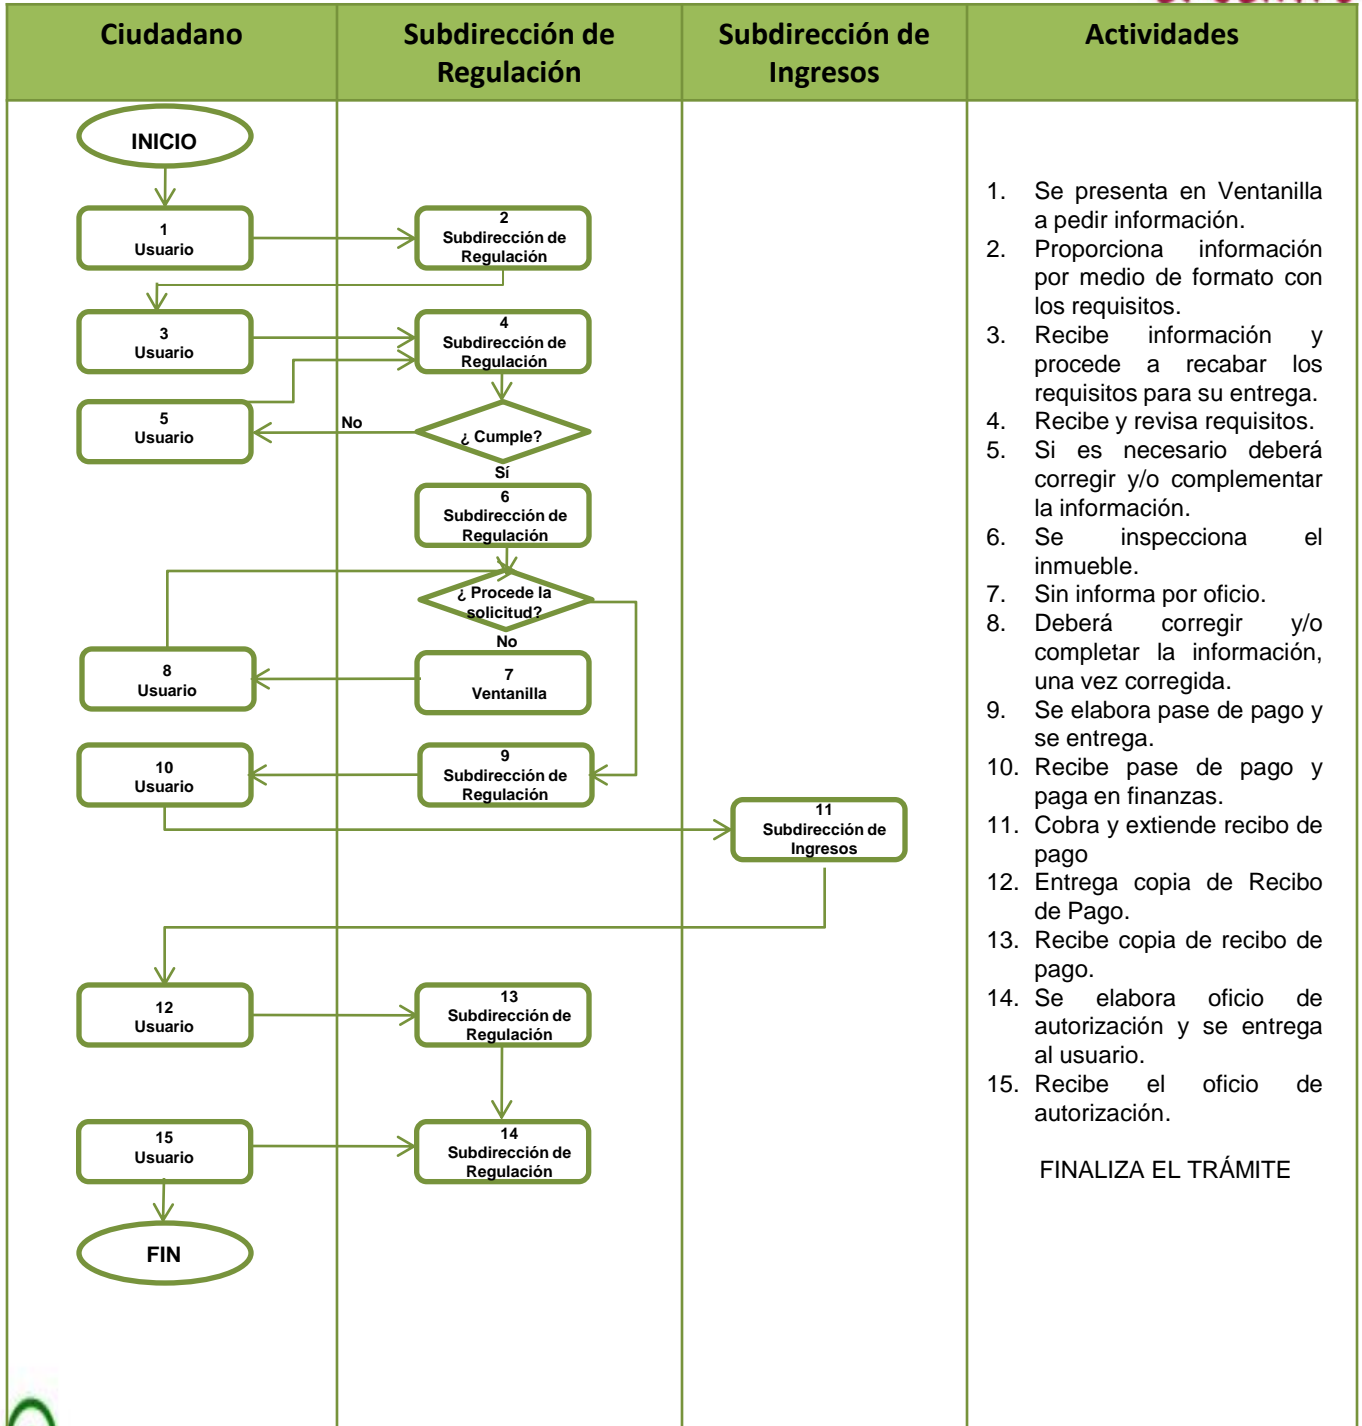 Ciudadano
Subdirección de
Regulación
Subdirección de
Ingresos
Actividades
INICIO
1
Usuario
2
Subdirección de
Regulación
3
Usuario
4
Subdirección de
Regulación
5
Usuario
No
¿ Cumple?
Sí
6
Subdirección de
Regulación
¿ Procede la
solicitud?
No
8
Usuario
7
Ventanilla
10
Usuario
9
Subdirección de
Regulación
11
Subdirección de
Ingresos
12
Usuario
13
Subdirección de
Regulación
15
Usuario
14
Subdirección de
Regulación
FIN
1. Se presenta en Ventanilla
a pedir información.
2. Proporciona información
por medio de formato con
los requisitos.
3. Recibe información y
procede a recabar los
requisitos para su entrega.
4. Recibe y revisa requisitos.
5. Si es necesario deberá
corregir y/o complementar
la información.
6. Se inspecciona el
inmueble.
7. Sin informa por oficio.
8. Deberá corregir y/o
completar la información,
una vez corregida.
9. Se elabora pase de pago y
se entrega.
10. Recibe pase de pago y
paga en finanzas.
11. Cobra y extiende recibo de
pago
12. Entrega copia de Recibo
de Pago.
13. Recibe copia de recibo de
pago.
14. Se elabora oficio de
autorización y se entrega
al usuario.
15. Recibe el oficio de
autorización.
FINALIZA EL TRÁMITE